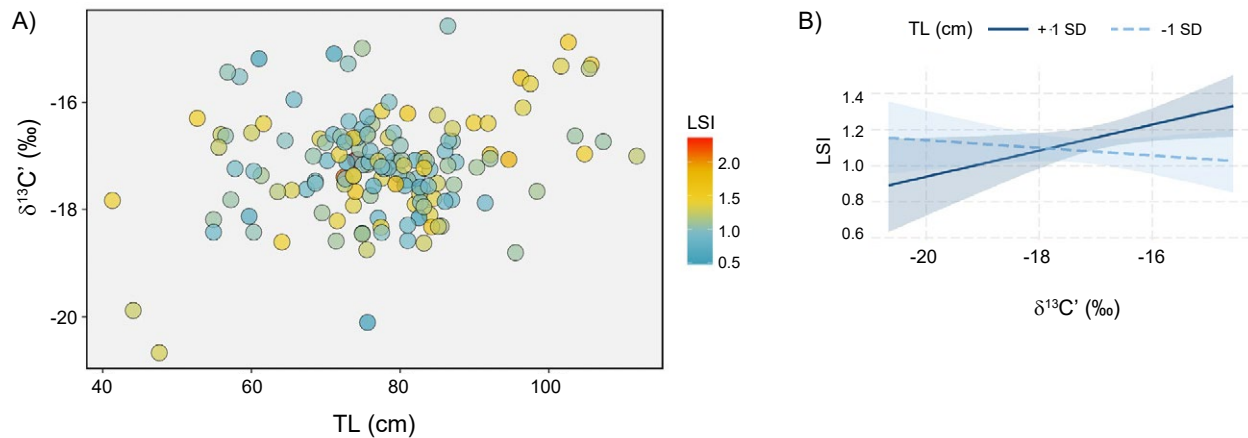 A)
-16
-18
-20
δ¹³C’ (‰)
40 60 80 100
TL (cm)
LSI
2.0
1.5
1.0
0.5
B)
TL (cm) + 1 SD -1 SD
1.4
1.2
1.0
0.8
0.6
LSI
-20 -18 -16
δ¹³C’ (‰)